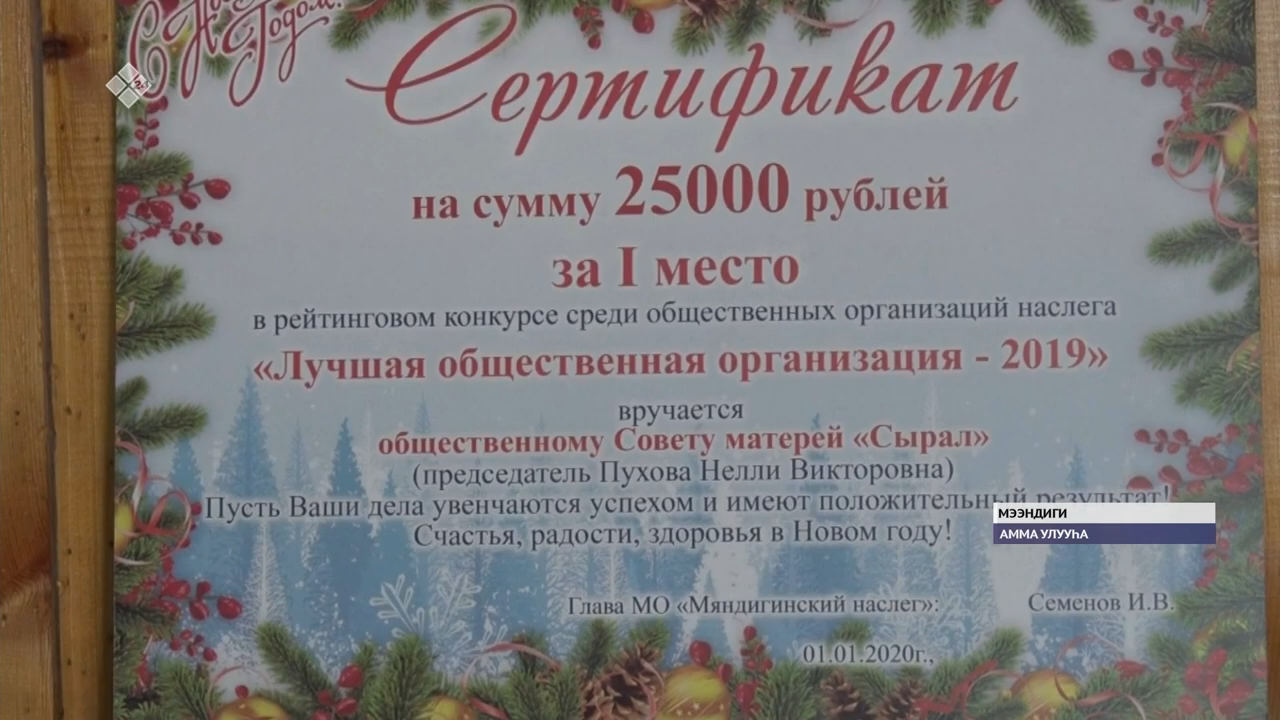 С Новым Годом!
Сертификат
на сумму 25000 рублей
за I место
в рейтинговом конкурсе среди общественных организаций наслега
«Лучшая общественная организация - 2019»
вручается
общественному Совету матерей «Сырал»
(председатель Пухова Нелли Викторовна)
Пусть Ваши дела увенчаются успехом и имеют положительный результат!
Счастья, радости, здоровья в Новом году!
МЭЭНДИГИ
АММА УЛУУҺА
Глава МО «Мяндигинский наслег»: Семенов И.В.
01.01.2020г.,